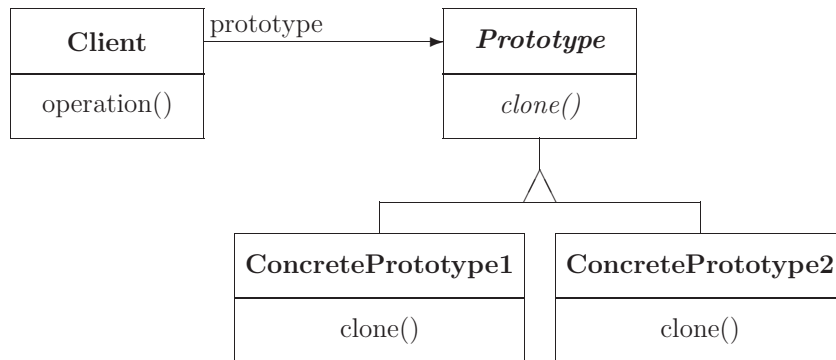 Client
prototype
Prototype
operation()
clone()
ConcretePrototype1
ConcretePrototype2
clone()
clone()